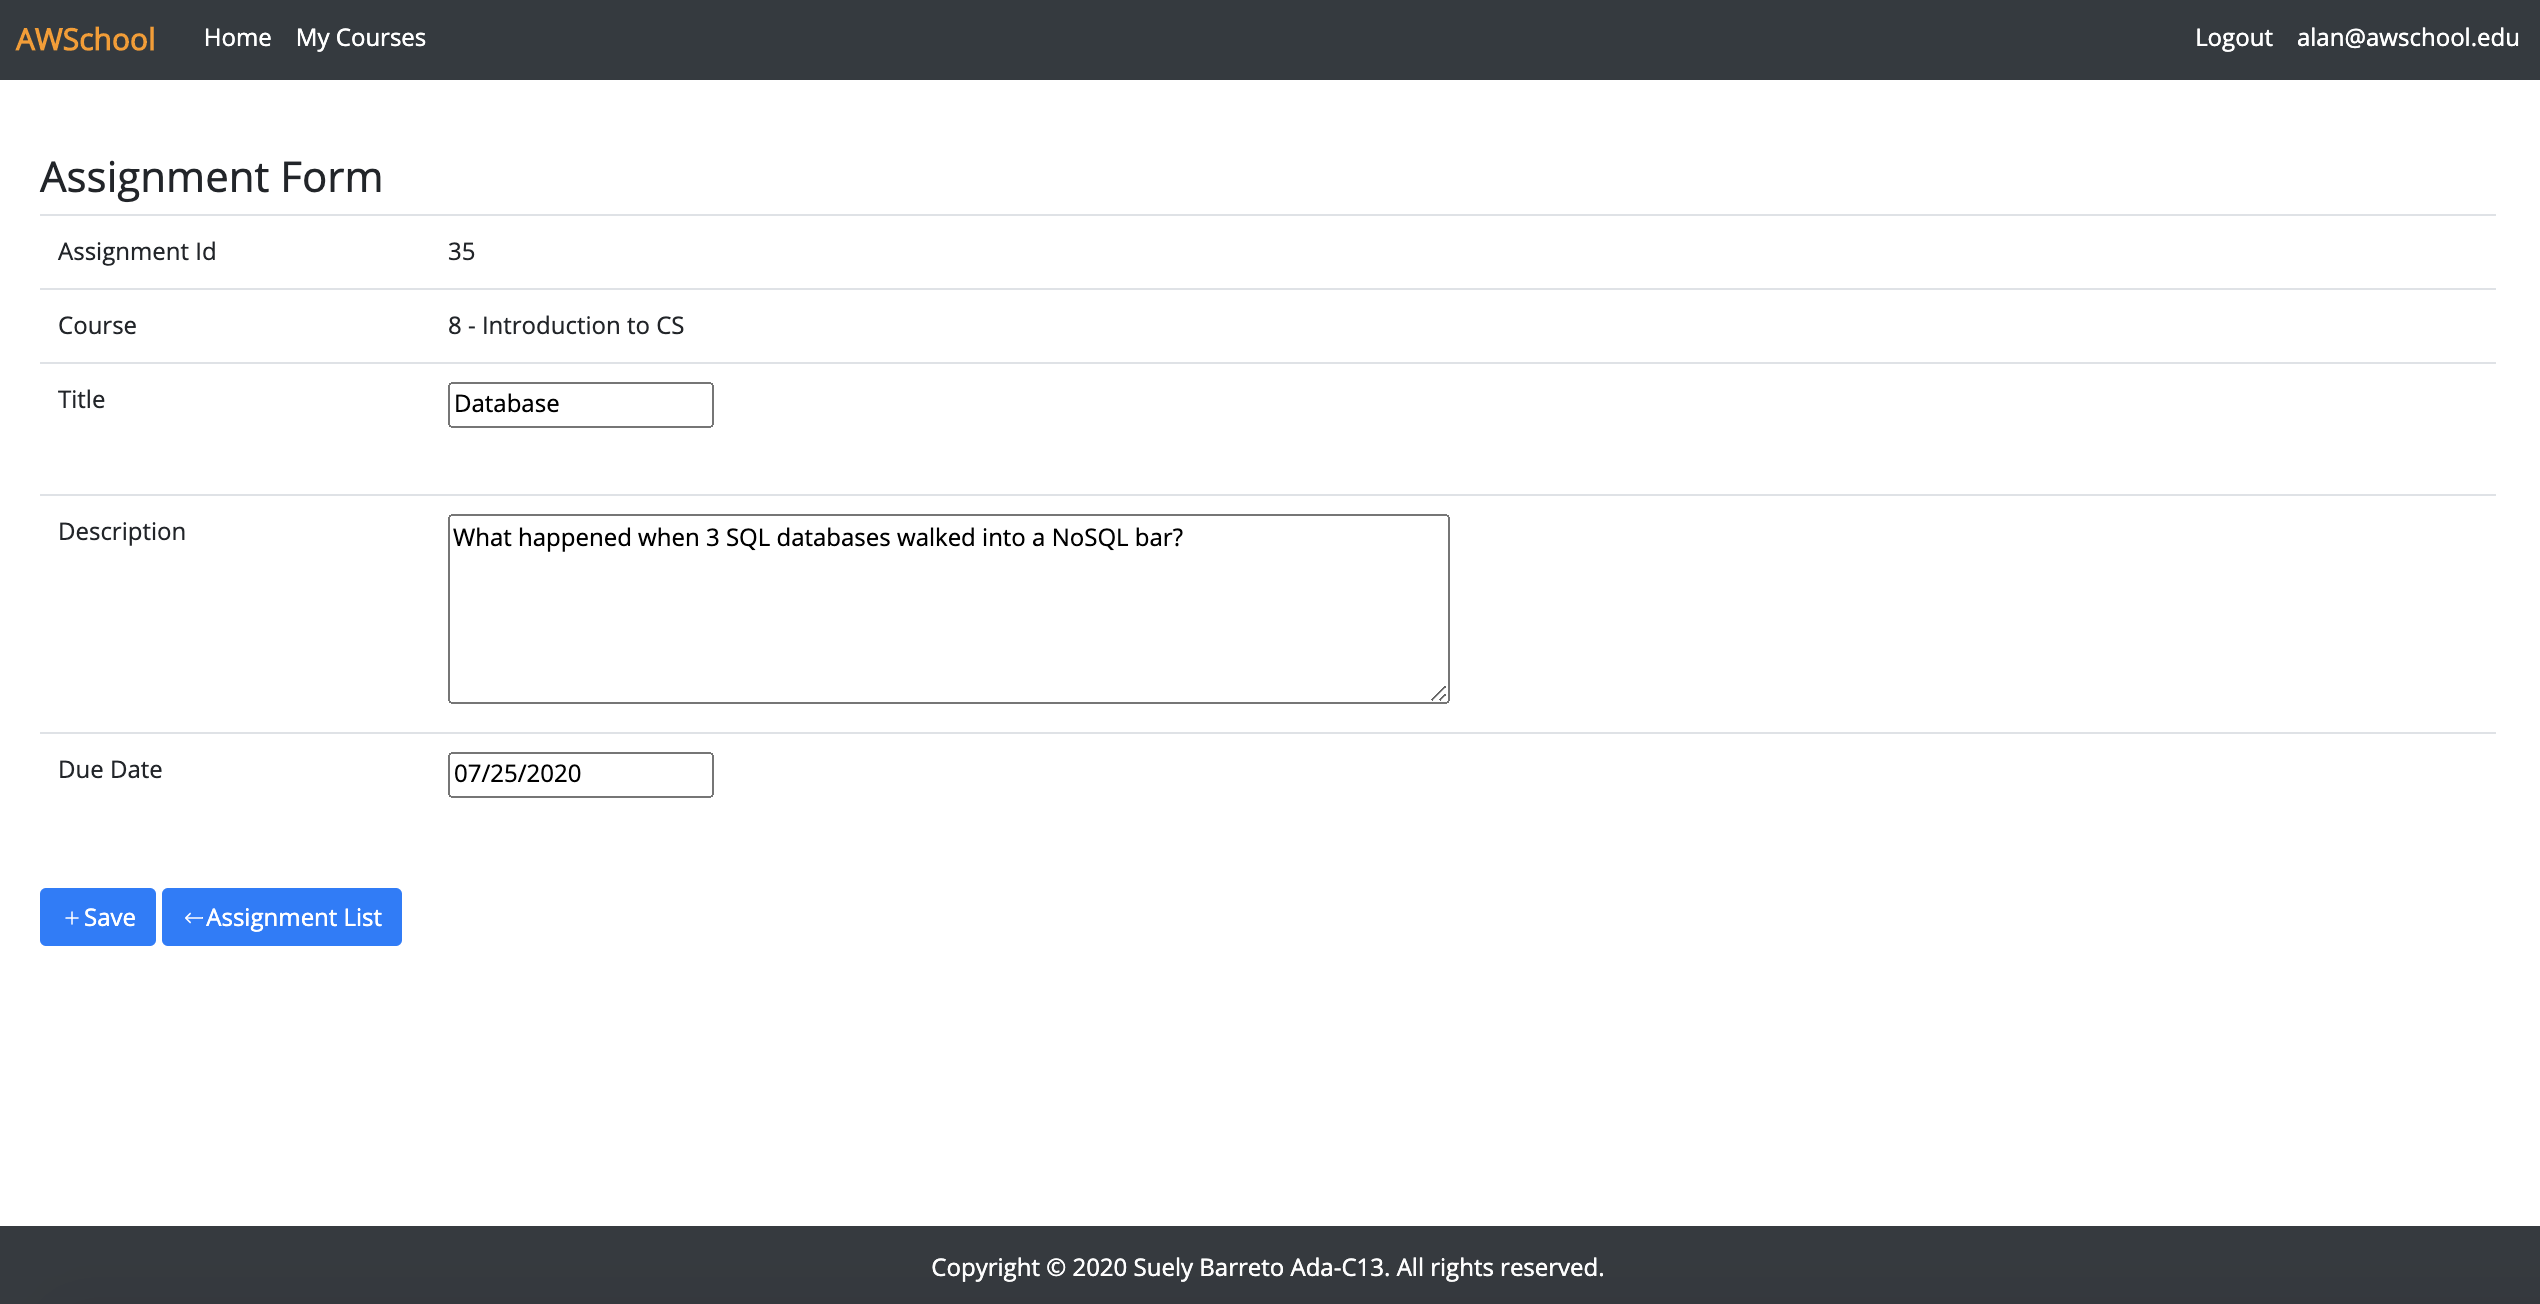 AWSchool Home My Courses Logout alan@awschool.edu
Assignment Form
Assignment Id 35
Course 8 - Introduction to CS
Title Database
Description What happened when 3 SQL databases walked into a NoSQL bar?
Due Date 07/25/2020
+ Save ←Assignment List
Copyright © 2020 Suely Barreto Ada-C13. All rights reserved.